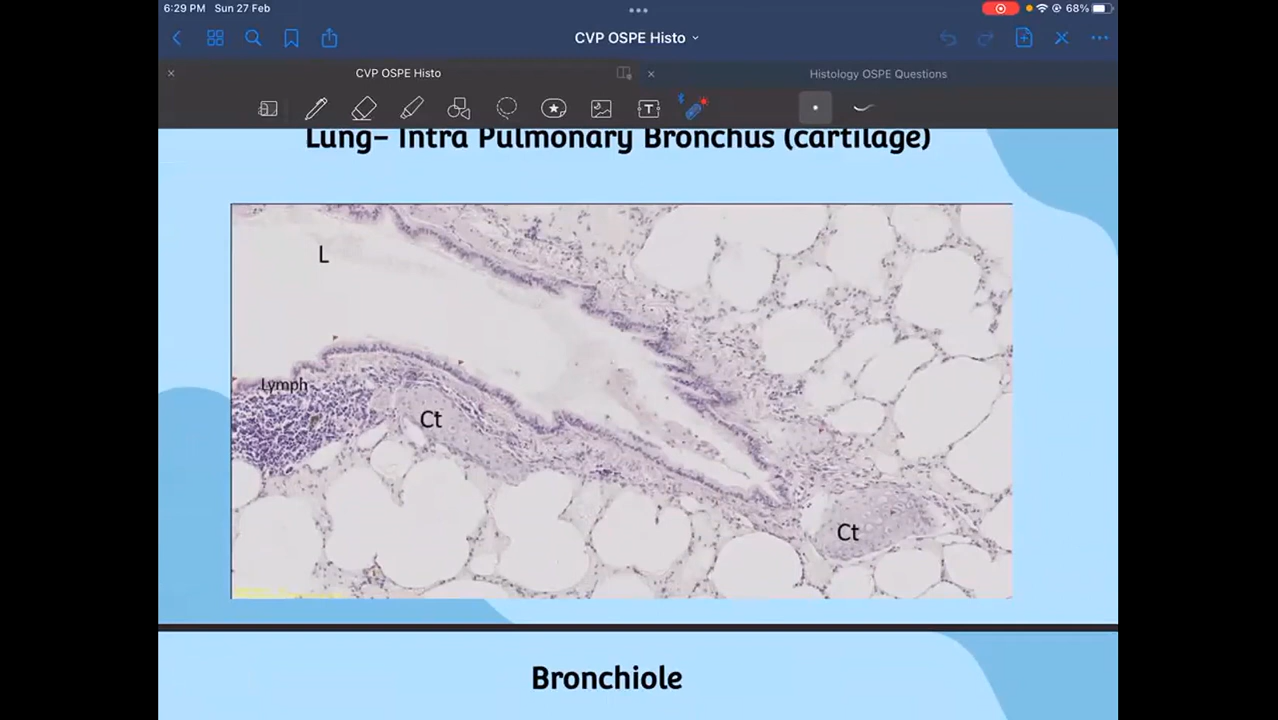 6:29 PM Sun 27 Feb
68%
CVP OSPE Histo
CVP OSPE Histo
Histology OSPE Questions
Lung- Intra Pulmonary Bronchus (cartilage)
L
Lymph
Ct
Ct
Bronchiole